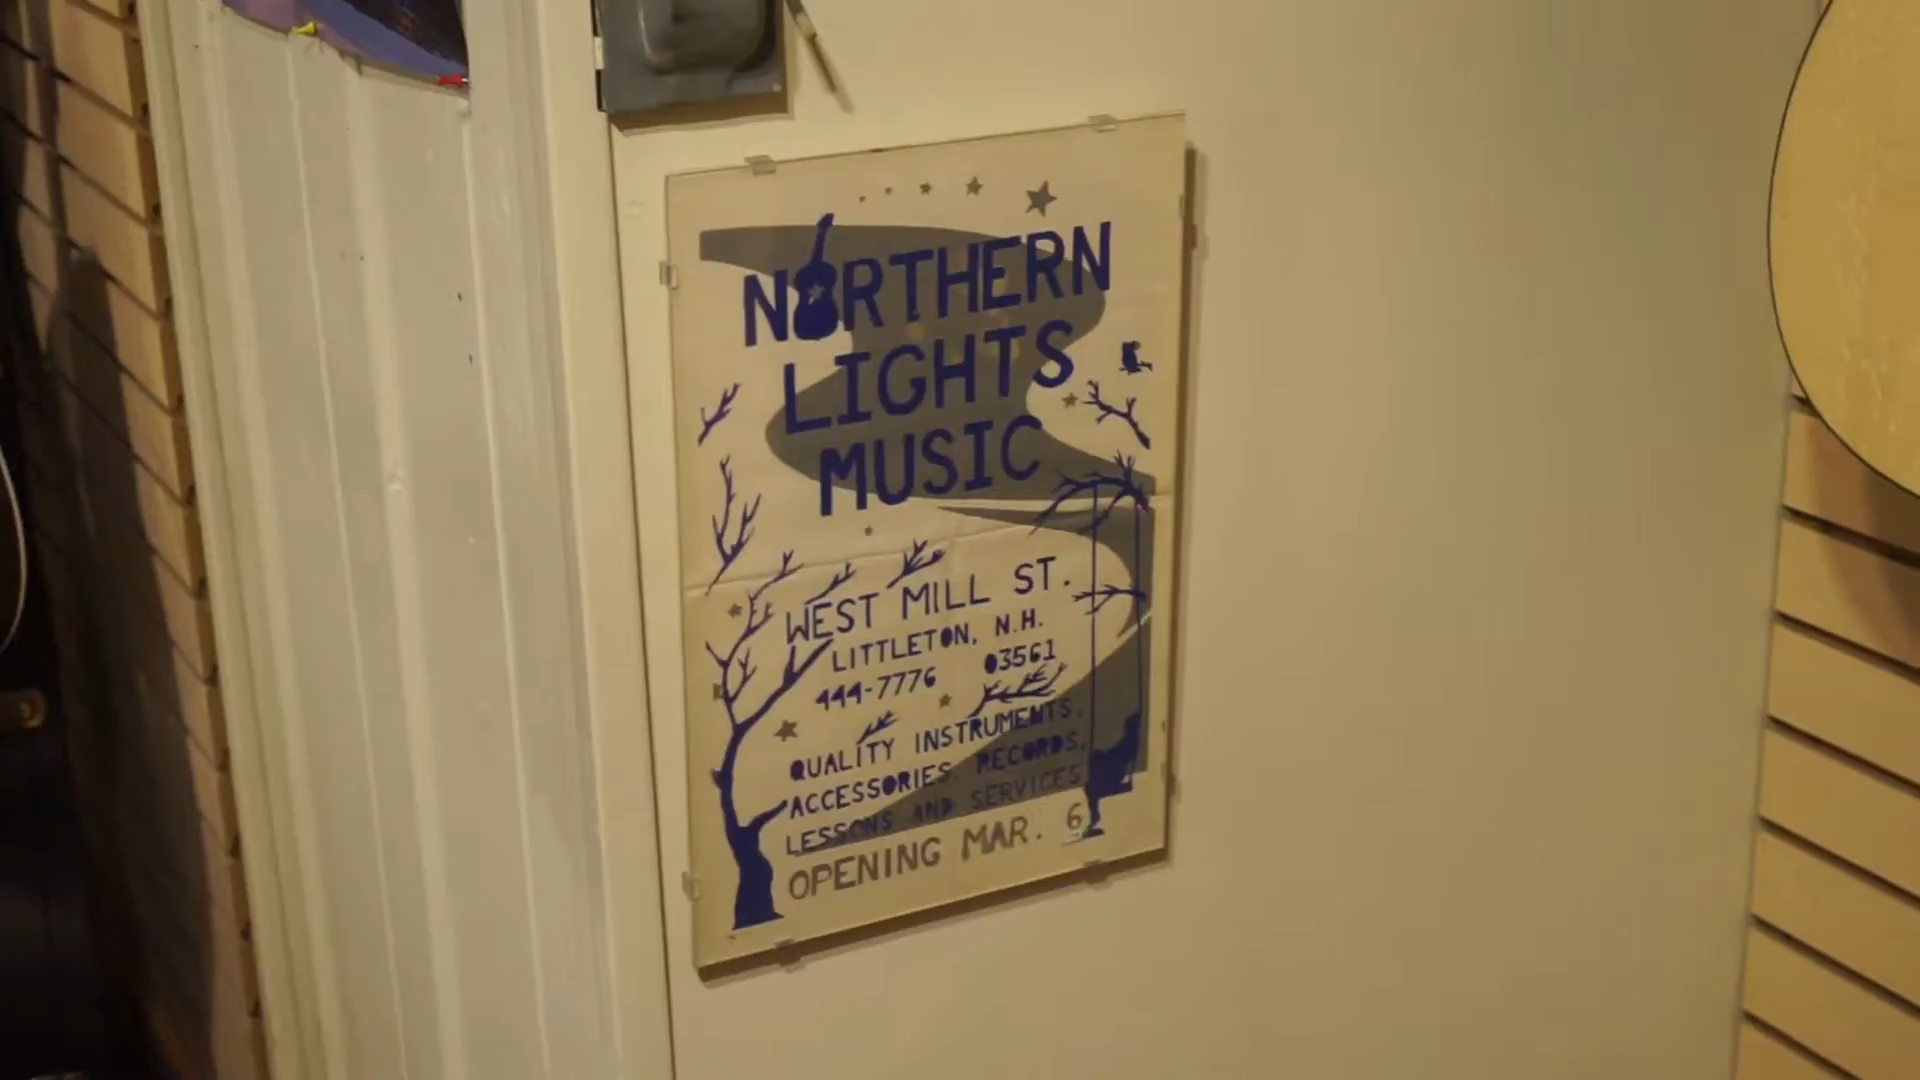 NORTHERN
LIGHTS
MUSIC
WEST MILL ST.
LITTLETON, N.H.
444-7776 03561
QUALITY INSTRUMENTS,
ACCESSORIES, RECORDS,
LESSONS AND SERVICES
OPENING MAR. 6